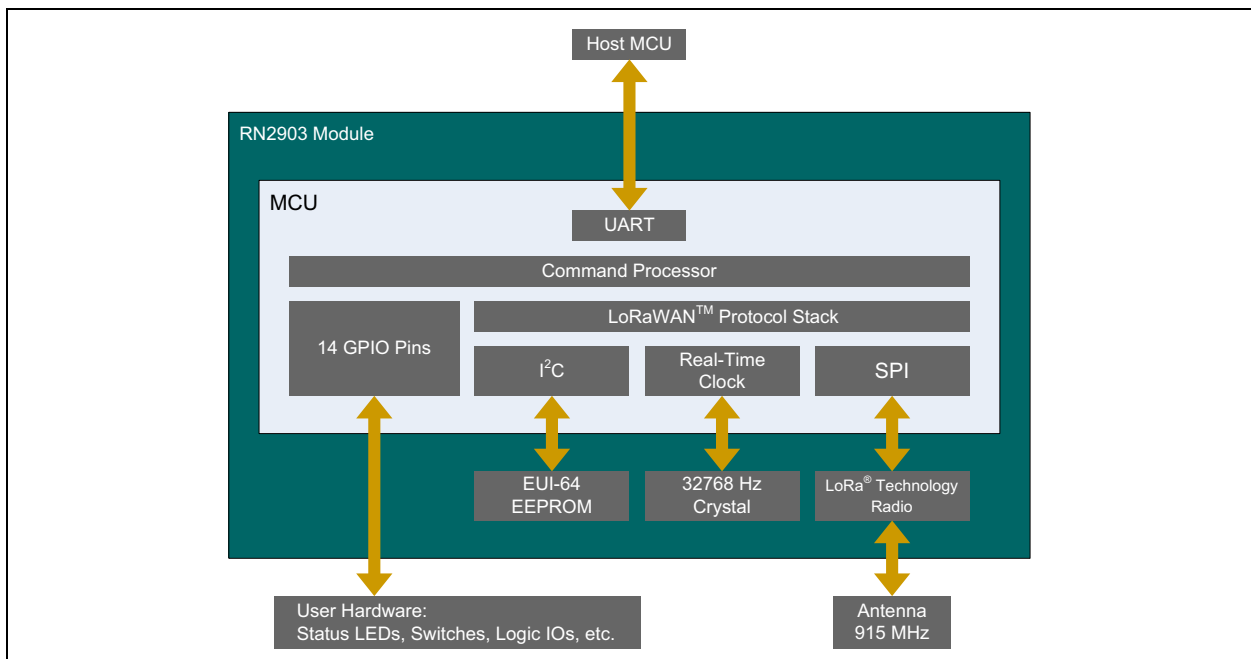 Host MCU
RN2903 Module
MCU
UART
Command Processor
14 GPIO Pins
LoRaWAN™ Protocol Stack
I²C
Real-Time
Clock
SPI
EUI-64
EEPROM
32768 Hz
Crystal
LoRa® Technology
Radio
User Hardware:
Status LEDs, Switches, Logic IOs, etc.
Antenna
915 MHz